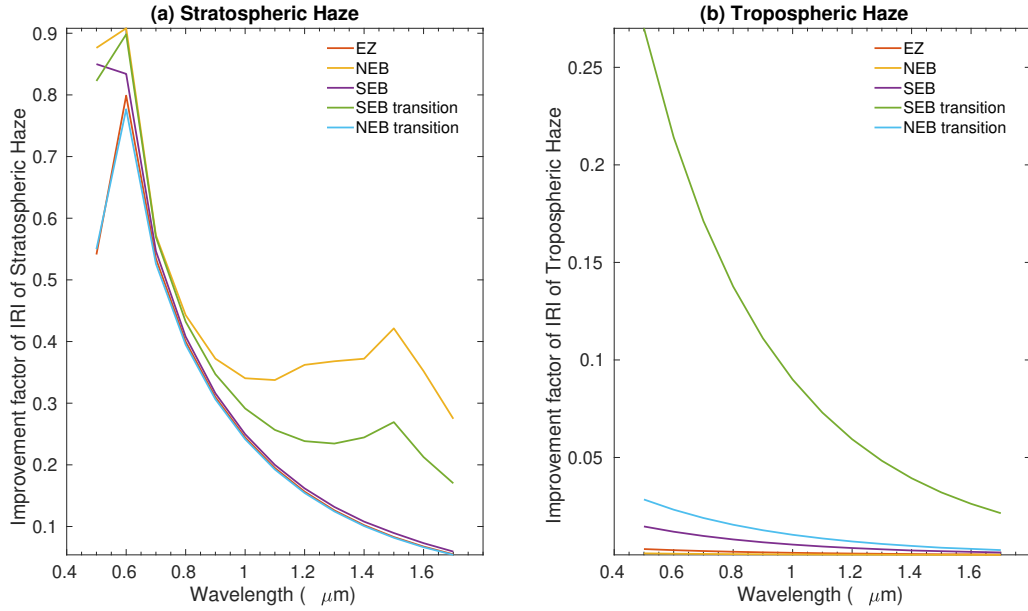 (a) Stratospheric Haze
Improvement factor of IRI of Stratospheric Haze
0.9
0.8
0.7
0.6
0.5
0.4
0.3
0.2
0.1
EZ
NEB
SEB
SEB transition
NEB transition
0.4 0.6 0.8 1 1.2 1.4 1.6
Wavelength ( μm)
(b) Tropospheric Haze
Improvement factor of IRI of Tropospheric Haze
0.25
0.2
0.15
0.1
0.05
EZ
NEB
SEB
SEB transition
NEB transition
0.4 0.6 0.8 1 1.2 1.4 1.6
Wavelength ( μm)